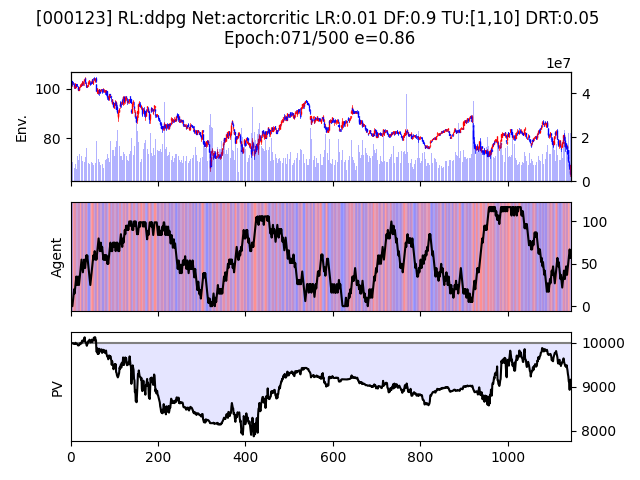 [000123] RL:ddpg Net:actorcritic LR:0.01 DF:0.9 TU:[1,10] DRT:0.05
Epoch:071/500 e=0.86
1e7
100
80
Env.
4
2
0
Agent
100
50
0
PV
10000
9000
8000
0
200
400
600
800
1000